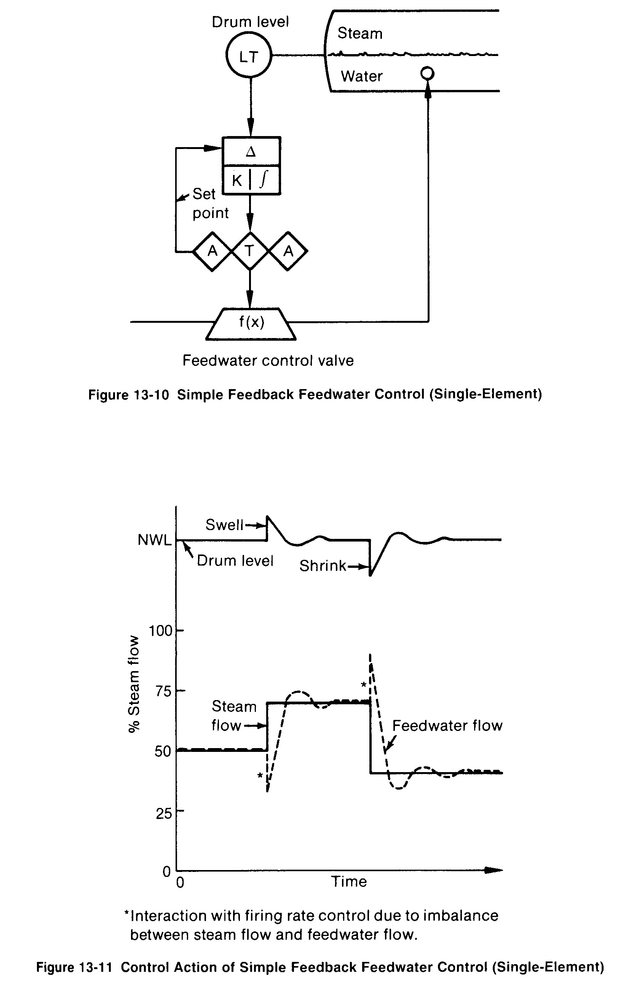 Drum level
LT
Steam
Water
Δ
K ∫
Set
point
A T A
f(x)
Feedwater control valve
Figure 13-10 Simple Feedback Feedwater Control (Single-Element)
Swell
NWL
Drum level
Shrink
100
75
50
25
0
% Steam flow
*
Steam
flow
Feedwater flow
*
0
Time
*Interaction with firing rate control due to imbalance
between steam flow and feedwater flow.
Figure 13-11 Control Action of Simple Feedback Feedwater Control (Single-Element)